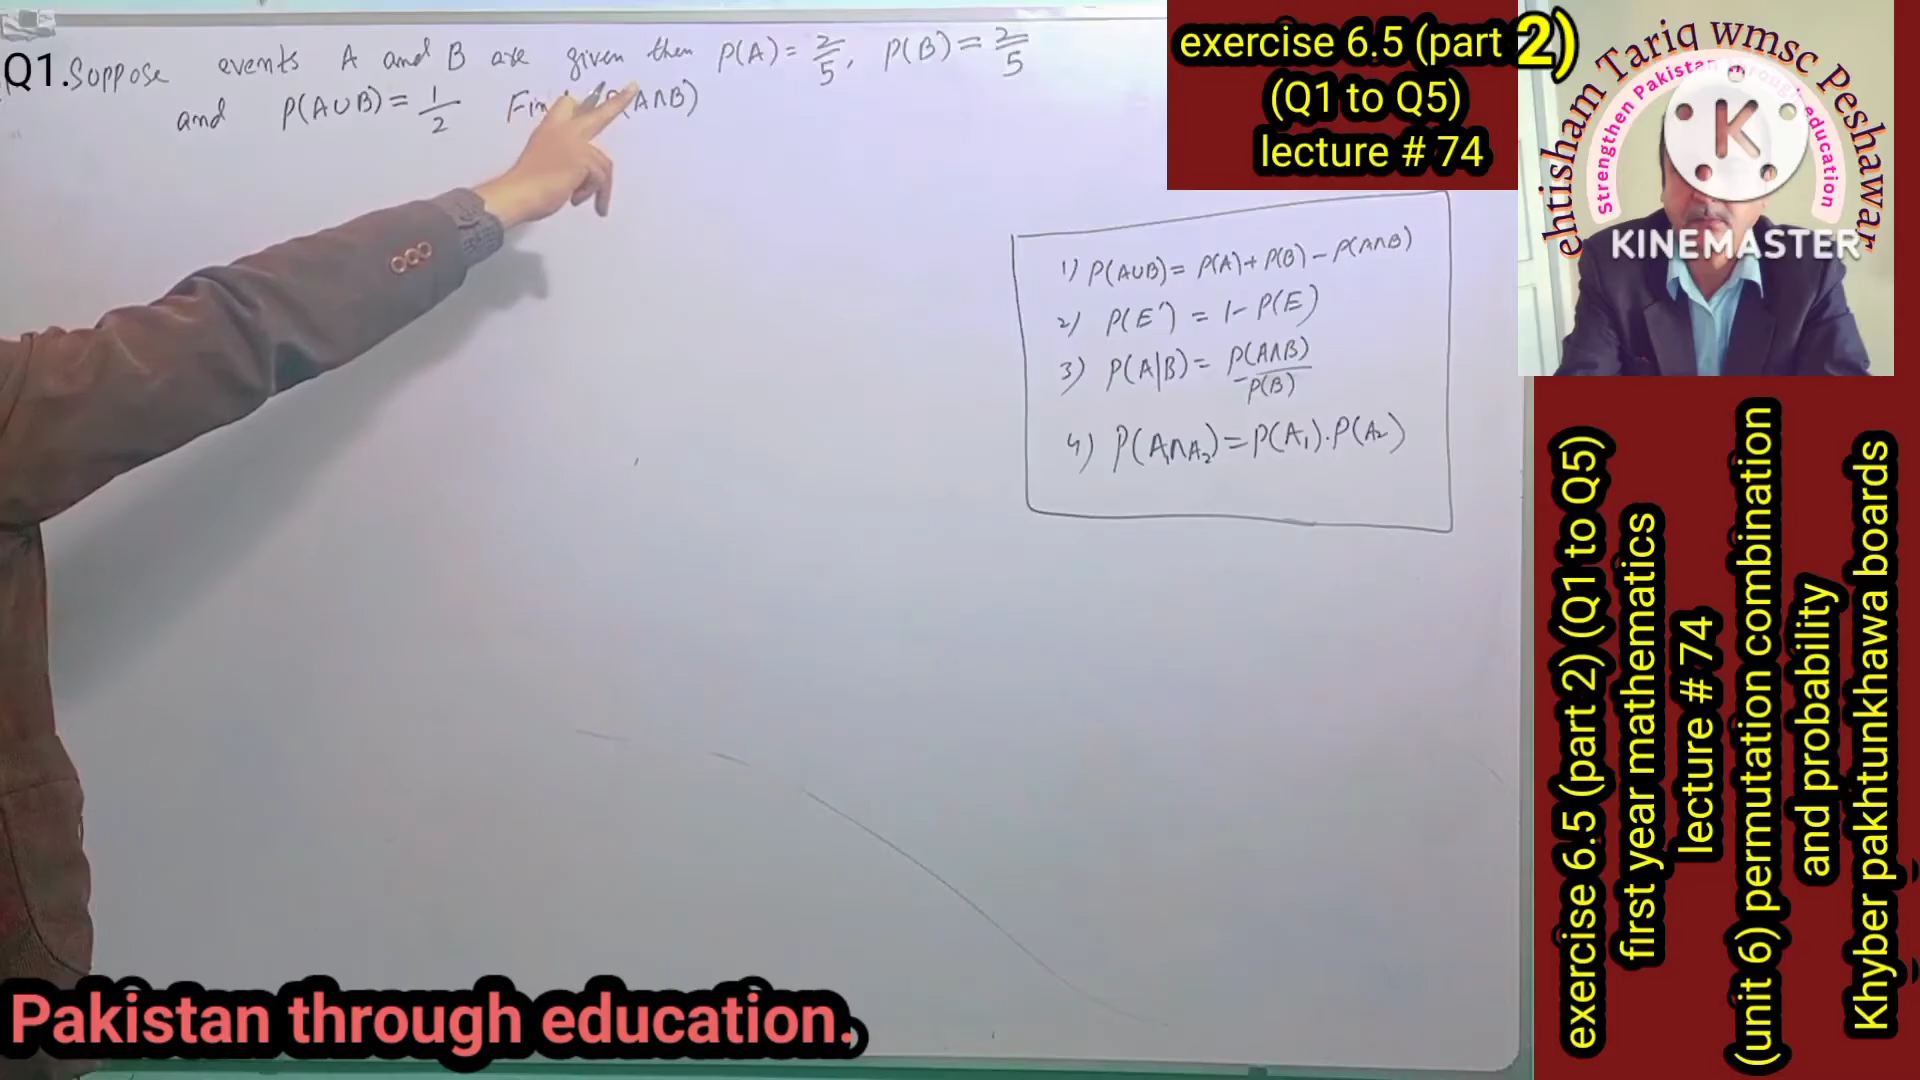 Q1. Suppose events A and B are given then P(A) = 2/5, P(B) = 2/5
and P(A∪B) = 1/2 Find P(A∩B)
exercise 6.5 (part 2)
(Q1 to Q5)
lecture # 74
ehtisham Tariq wmsc Peshawar
Strengthen Pakistan through education
K
KINEMASTER
1) P(A∪B) = P(A) + P(B) - P(A∩B)
2) P(E') = 1 - P(E)
3) P(A|B) = P(A∩B)/P(B)
4) P(A₁∩A₂) = P(A₁).P(A₂)
exercise 6.5 (part 2) (Q1 to Q5)
first year mathematics
lecture # 74
(unit 6) permutation combination
and probability
Khyber pakhtunkhawa boards
Pakistan through education.